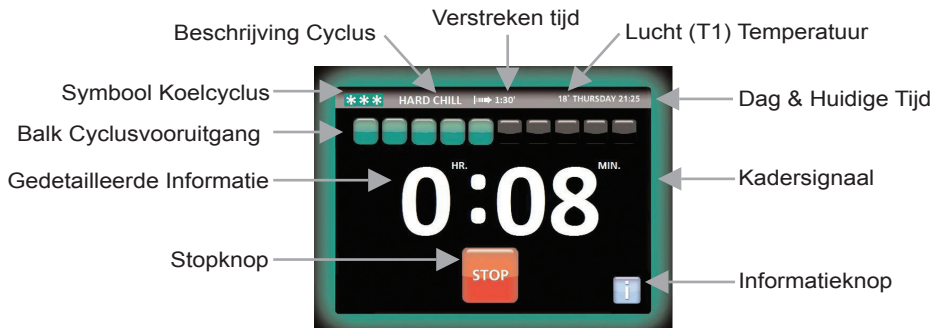 Verstreken tijd
Beschrijving Cyclus
Lucht (T1) Temperatuur
Symbool Koelcyclus
*** HARD CHILL 1:30' 18° THURSDAY 21:25
Dag & Huidige Tijd
Balk Cyclusvooruitgang
Gedetailleerde Informatie
HR. MIN.
0:08
Kadersignaal
Stopknop
STOP
i
Informatieknop